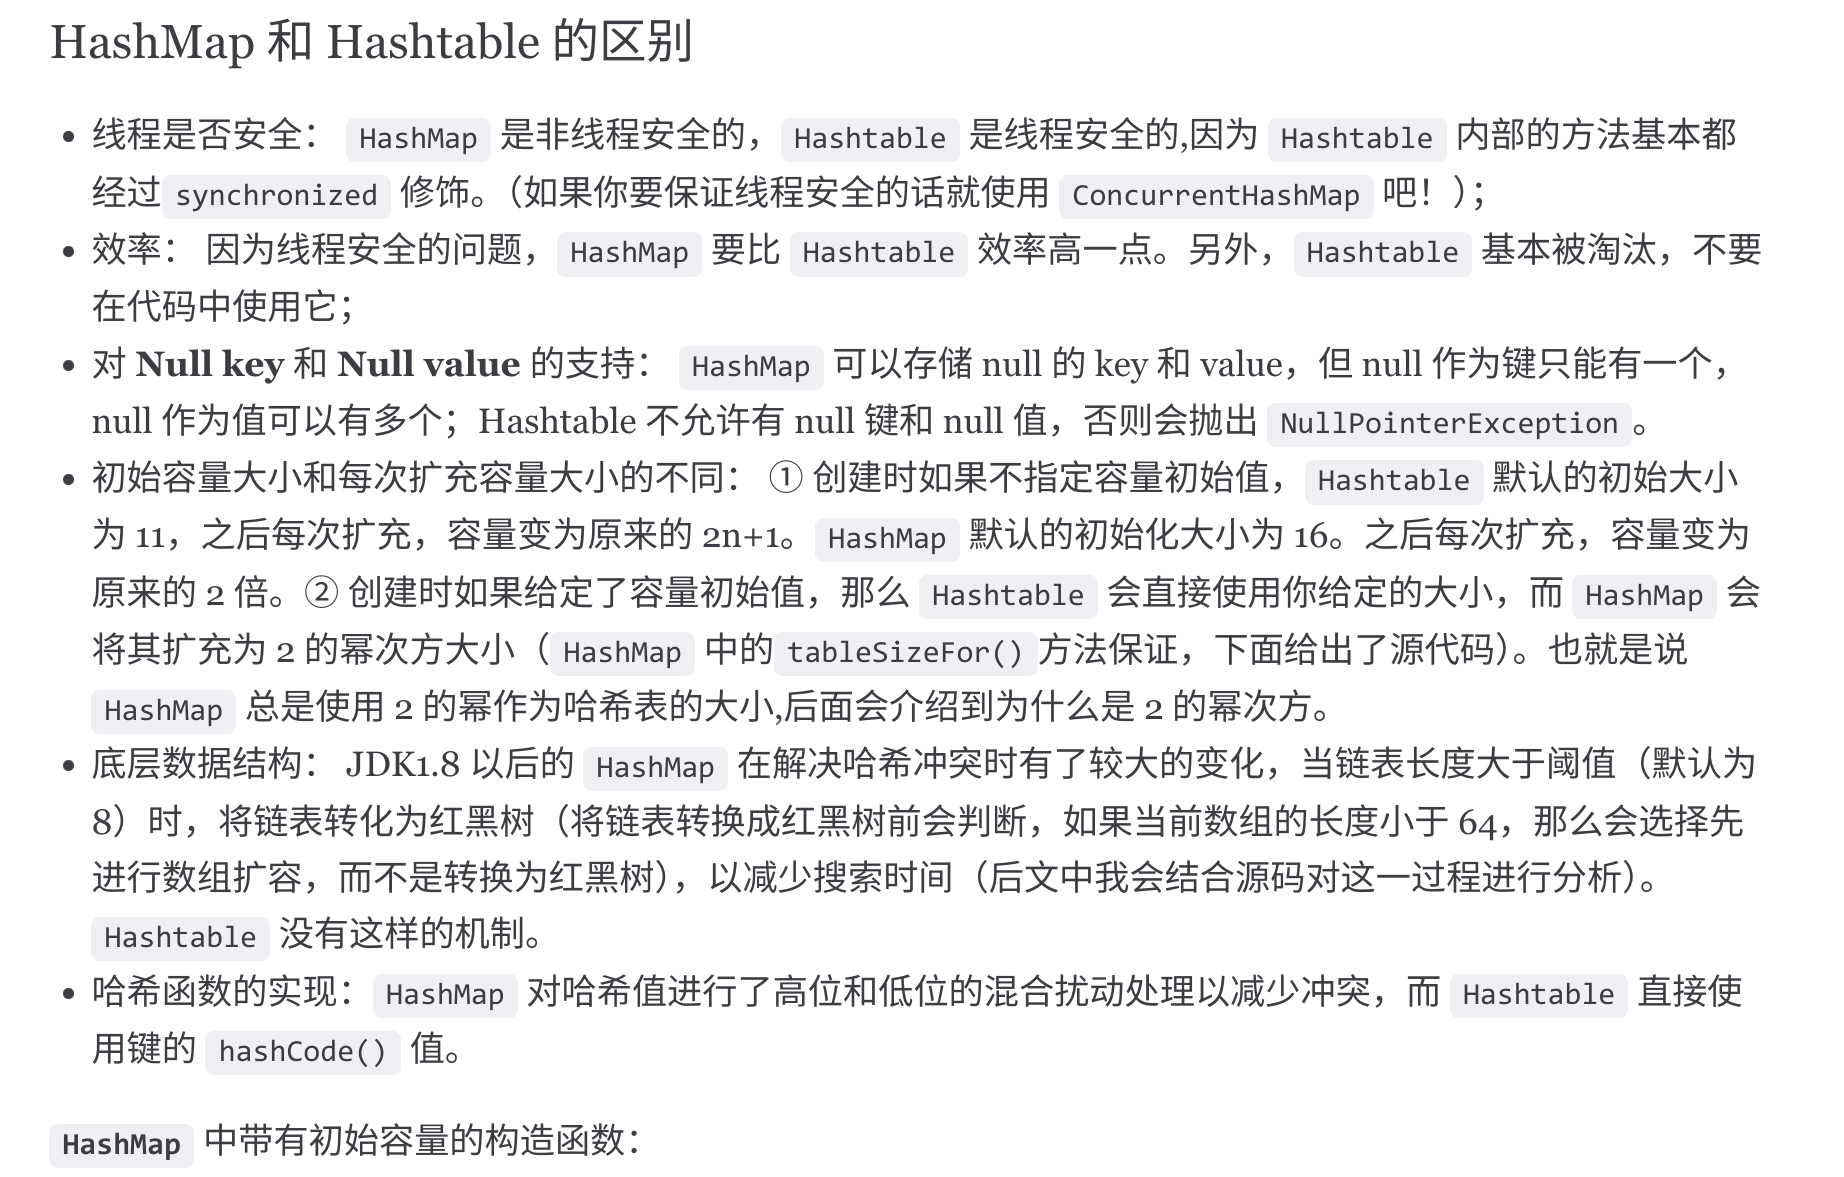 HashMap 和 Hashtable 的区别
线程是否安全： HashMap 是非线程安全的，Hashtable 是线程安全的,因为 Hashtable 内部的方法基本都
经过synchronized 修饰。（如果你要保证线程安全的话就使用 ConcurrentHashMap 吧！）；
效率： 因为线程安全的问题，HashMap 要比 Hashtable 效率高一点。另外，Hashtable 基本被淘汰，不要
在代码中使用它；
对 Null key 和 Null value 的支持： HashMap 可以存储 null 的 key 和 value，但 null 作为键只能有一个，
null 作为值可以有多个；Hashtable 不允许有 null 键和 null 值，否则会抛出 NullPointerException。
初始容量大小和每次扩充容量大小的不同： ① 创建时如果不指定容量初始值，Hashtable 默认的初始大小
为 11，之后每次扩充，容量变为原来的 2n+1。HashMap 默认的初始化大小为 16。之后每次扩充，容量变为
原来的 2 倍。② 创建时如果给定了容量初始值，那么 Hashtable 会直接使用你给定的大小，而 HashMap 会
将其扩充为 2 的幂次方大小（HashMap 中的tableSizeFor()方法保证，下面给出了源代码）。也就是说
HashMap 总是使用 2 的幂作为哈希表的大小,后面会介绍到为什么是 2 的幂次方。
底层数据结构： JDK1.8 以后的 HashMap 在解决哈希冲突时有了较大的变化，当链表长度大于阈值（默认为
8）时，将链表转化为红黑树（将链表转换成红黑树前会判断，如果当前数组的长度小于 64，那么会选择先
进行数组扩容，而不是转换为红黑树），以减少搜索时间（后文中我会结合源码对这一过程进行分析）。
Hashtable 没有这样的机制。
哈希函数的实现：HashMap 对哈希值进行了高位和低位的混合扰动处理以减少冲突，而 Hashtable 直接使
用键的 hashCode() 值。
HashMap 中带有初始容量的构造函数：